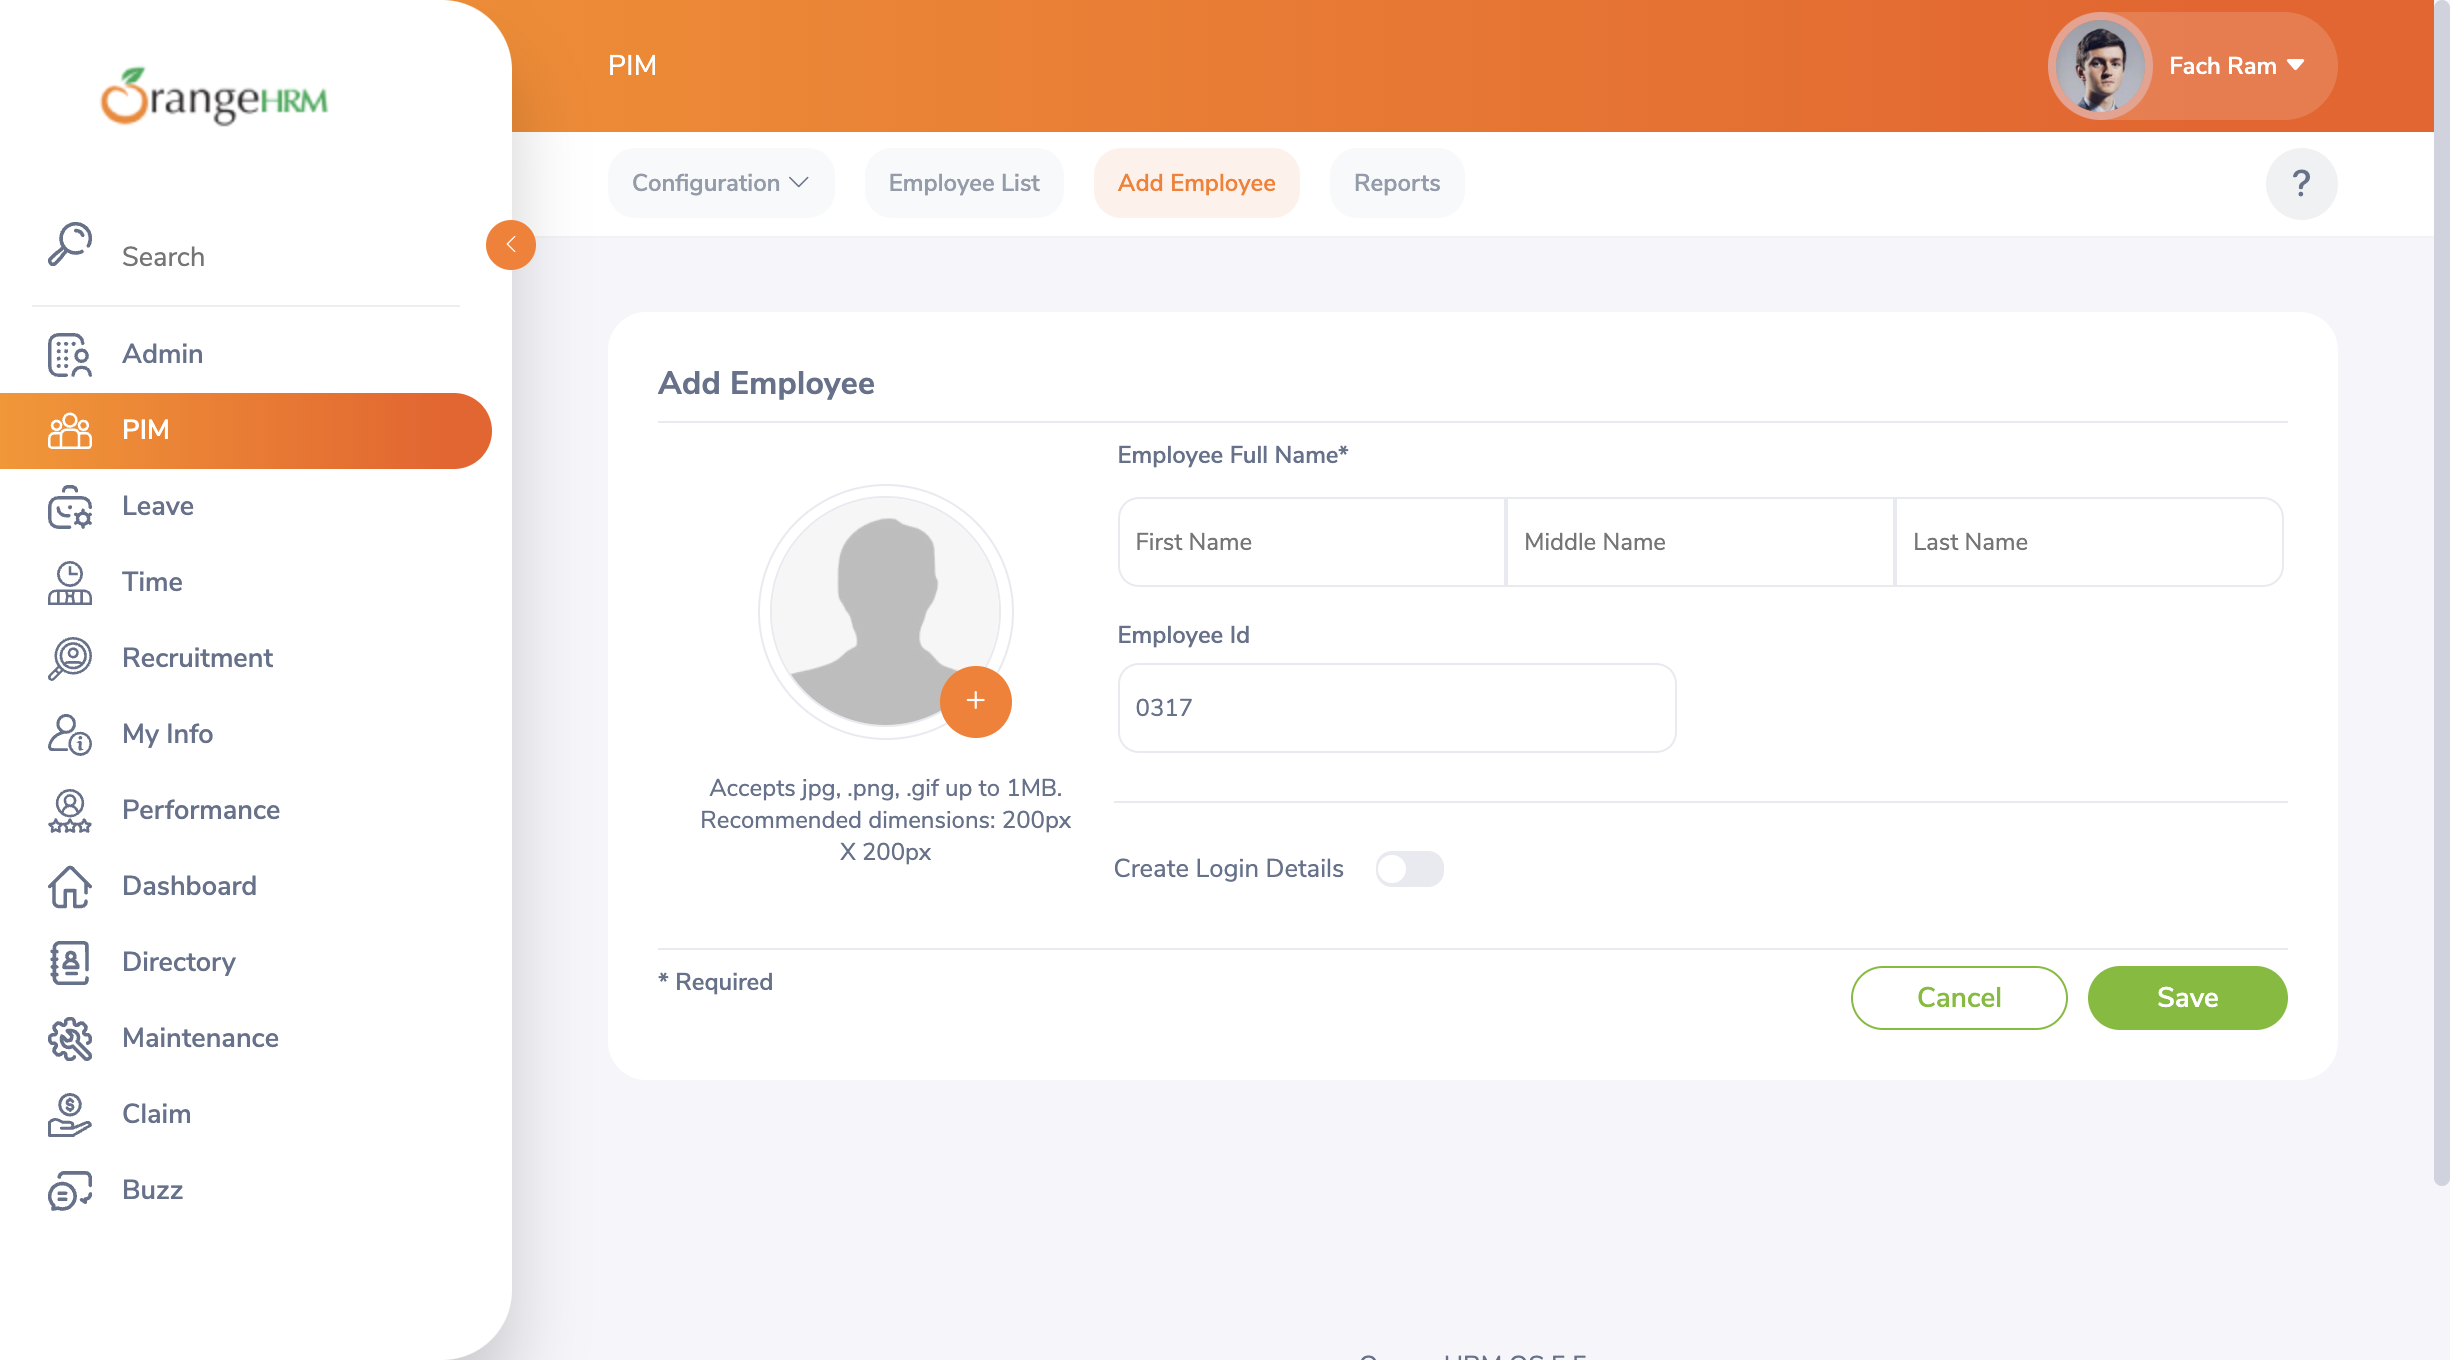 OrangeHRM
PIM
Fach Ram
Configuration
Employee List
Add Employee
Reports
?
Search
Admin
PIM
Leave
Time
Recruitment
My Info
Performance
Dashboard
Directory
Maintenance
Claim
Buzz
Add Employee
Employee Full Name*
First Name
Middle Name
Last Name
Employee Id
0317
Accepts jpg, .png, .gif up to 1MB.
Recommended dimensions: 200px
X 200px
Create Login Details
* Required
Cancel
Save